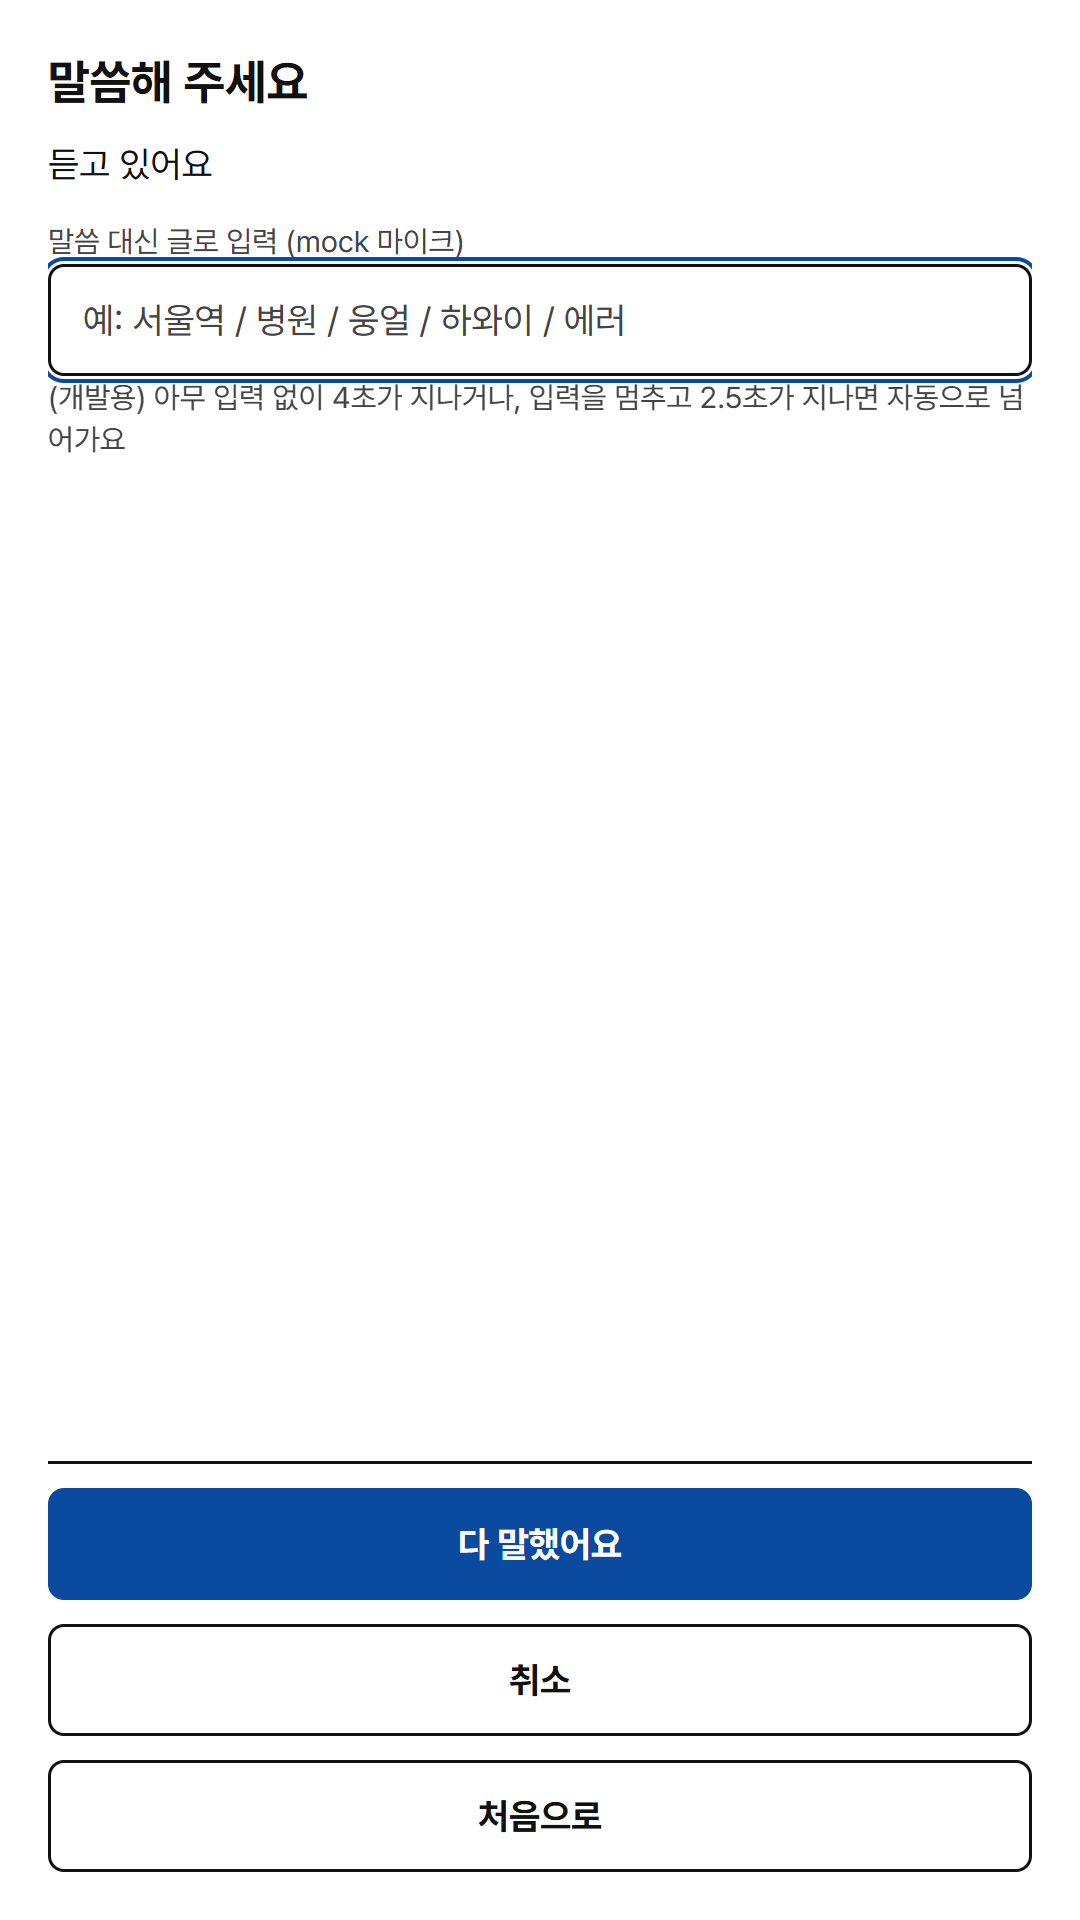 말씀해 주세요
듣고 있어요
말씀 대신 글로 입력 (mock 마이크)
예: 서울역 / 병원 / 웅얼 / 하와이 / 에러
(개발용) 아무 입력 없이 4초가 지나거나, 입력을 멈추고 2.5초가 지나면 자동으로 넘
어가요
다 말했어요
취소
처음으로